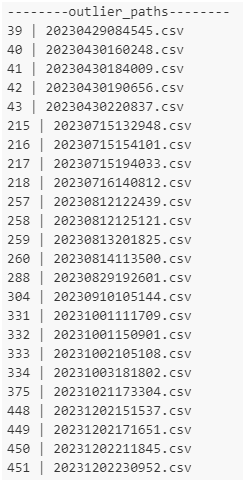 --------outlier_paths--------
39 | 20230429084545.csv
40 | 20230430160248.csv
41 | 20230430184009.csv
42 | 20230430190656.csv
43 | 20230430220837.csv
215 | 20230715132948.csv
216 | 20230715154101.csv
217 | 20230715194033.csv
218 | 20230716140812.csv
257 | 20230812122439.csv
258 | 20230812125121.csv
259 | 20230813201825.csv
260 | 20230814113500.csv
288 | 20230829192601.csv
304 | 20230910105144.csv
331 | 20231001111709.csv
332 | 20231001150901.csv
333 | 20231002105108.csv
334 | 20231003181802.csv
375 | 20231021173304.csv
448 | 20231202151537.csv
449 | 20231202171651.csv
450 | 20231202211845.csv
451 | 20231202230952.csv